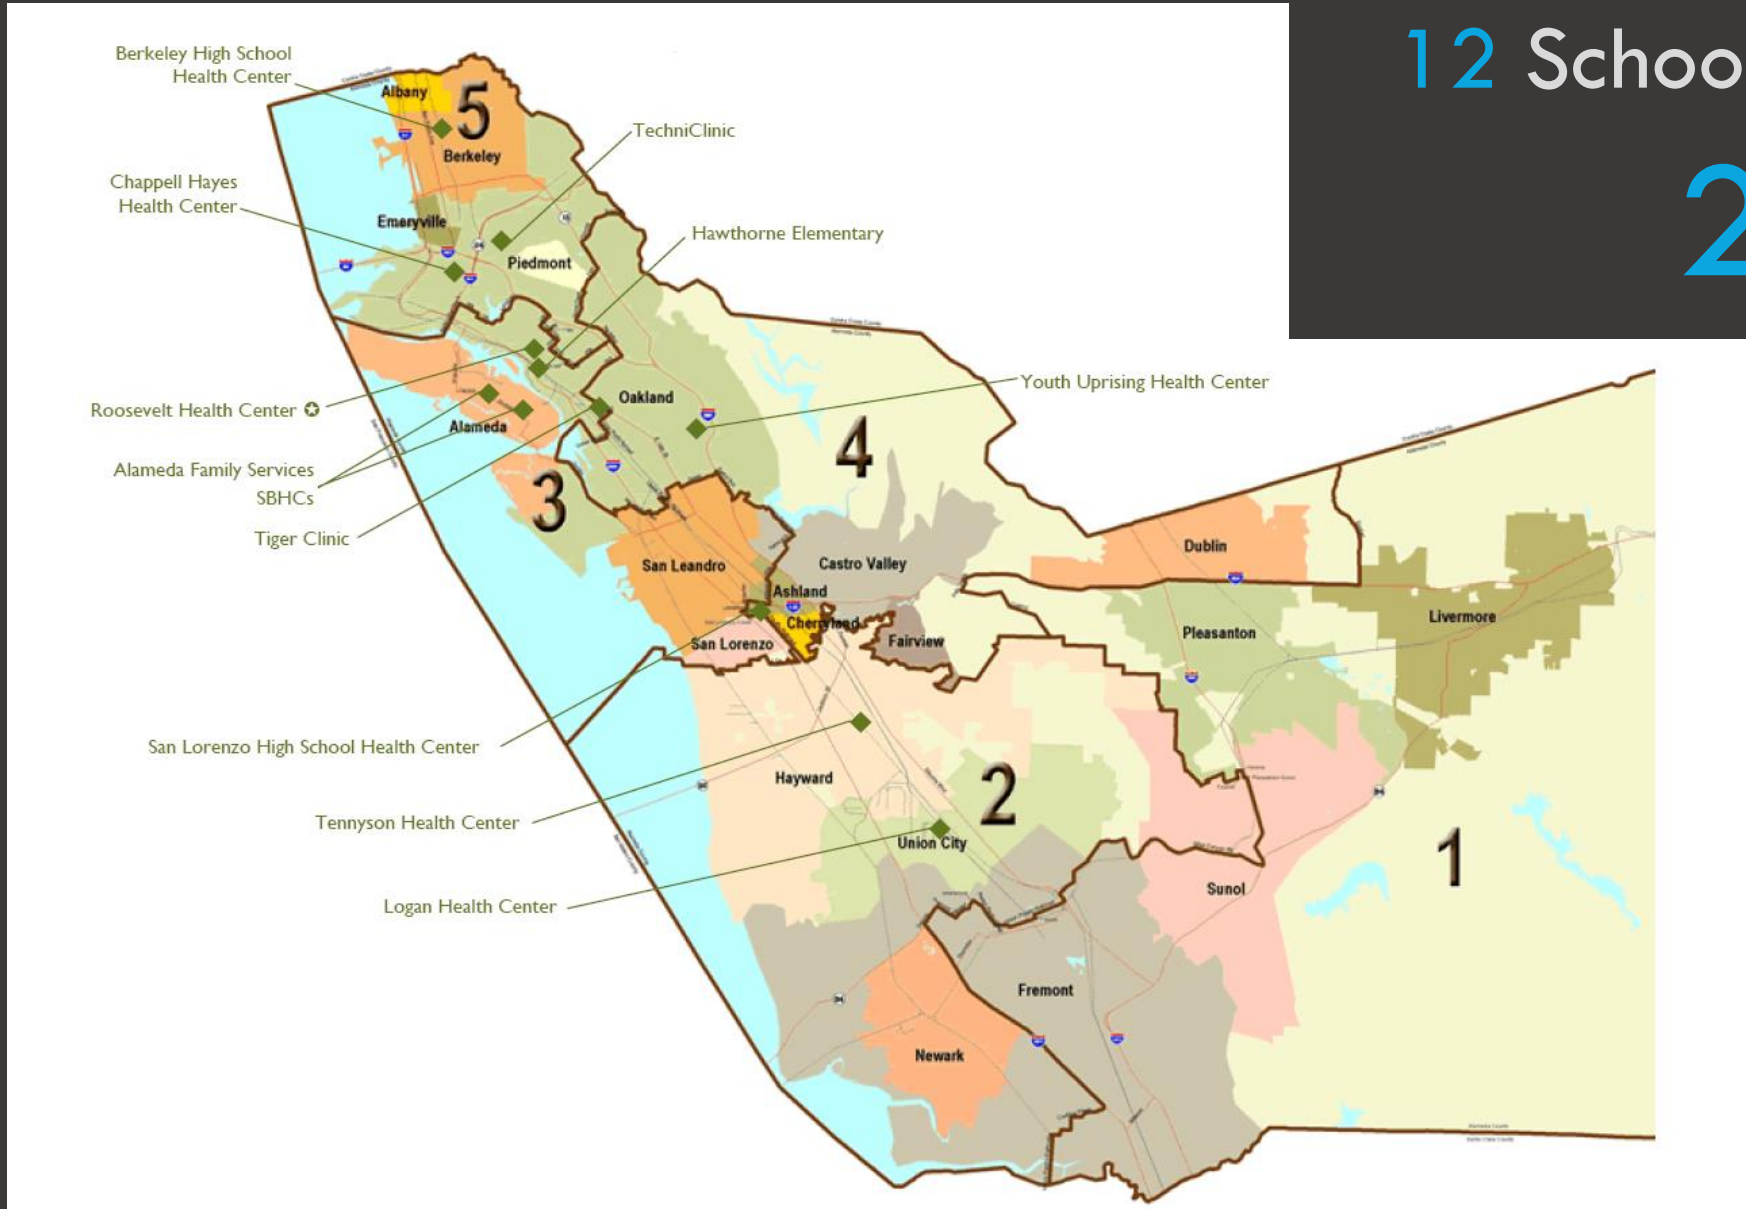 12 Schoo
2
Berkeley High School
Health Center
Albany
5
TechniClinic
Berkeley
Chappell Hayes
Health Center
Emeryville
Hawthorne Elementary
Piedmont
Youth Uprising Health Center
Oakland
Roosevelt Health Center
Alameda
4
Alameda Family Services
SBHCs
3
Tiger Clinic
Dublin
San Leandro
Castro Valley
Ashland
Livermore
Cherryland
Pleasanton
San Lorenzo
Fairview
San Lorenzo High School Health Center
Hayward
2
Tennyson Health Center
Union City
1
Sunol
Logan Health Center
Fremont
Newark